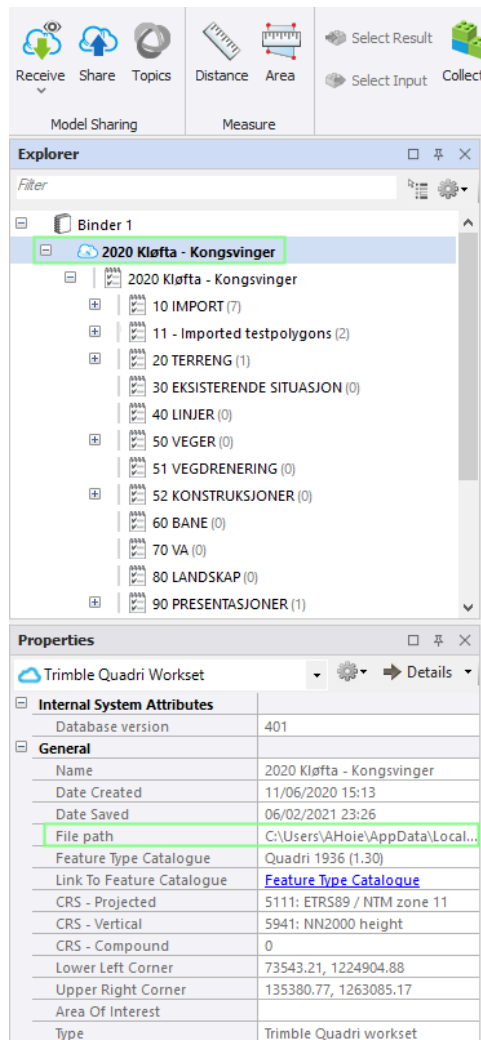 Receive Share Topics Distance Area Select Result
Select Input Collect
Model Sharing Measure
Explorer
Filter
Binder 1
2020 Kløfta - Kongsvinger
2020 Kløfta - Kongsvinger
10 IMPORT (7)
11 - Imported testpolygons (2)
20 TERRENG (1)
30 EKSISTERENDE SITUASJON (0)
40 LINJER (0)
50 VEGER (0)
51 VEGDRENERING (0)
52 KONSTRUKSJONER (0)
60 BANE (0)
70 VA (0)
80 LANDSKAP (0)
90 PRESENTASJONER (1)
Properties
Trimble Quadri Workset Details
Internal System Attributes
Database version 401
General
Name 2020 Kløfta - Kongsvinger
Date Created 11/06/2020 15:13
Date Saved 06/02/2021 23:26
File path C:\Users\AHoie\AppData\Local...
Feature Type Catalogue Quadri 1936 (1.30)
Link To Feature Catalogue Feature Type Catalogue
CRS - Projected 5111: ETRS89 / NTM zone 11
CRS - Vertical 5941: NN2000 height
CRS - Compound 0
Lower Left Corner 73543.21, 1224904.88
Upper Right Corner 135380.77, 1263085.17
Area Of Interest
Type Trimble Quadri workset